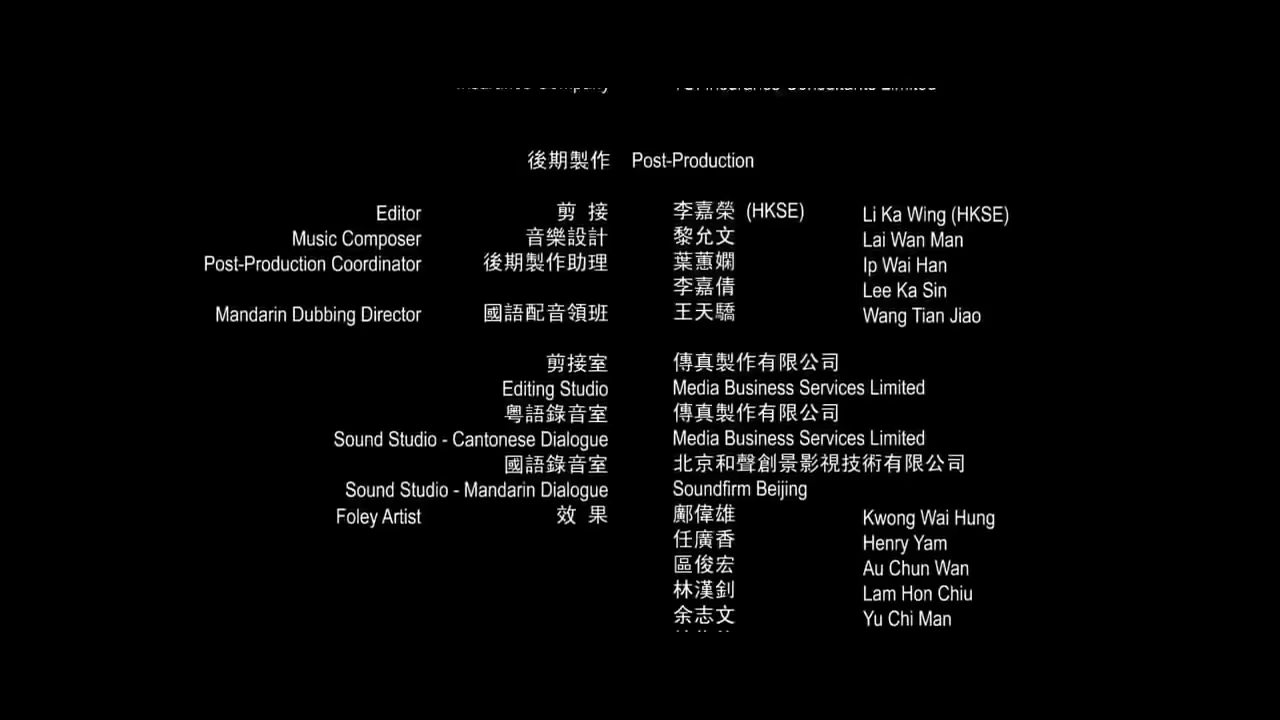 Insurance Company Consultants Limited
後期製作 Post-Production
Editor 剪 接 李嘉榮 (HKSE) Li Ka Wing (HKSE)
Music Composer 音樂設計 黎允文 Lai Wan Man
Post-Production Coordinator 後期製作助理 葉蕙嫻 Ip Wai Han
李嘉倩 Lee Ka Sin
Mandarin Dubbing Director 國語配音領班 王天驕 Wang Tian Jiao
剪接室 傳真製作有限公司
Editing Studio Media Business Services Limited
粵語錄音室 傳真製作有限公司
Sound Studio - Cantonese Dialogue Media Business Services Limited
國語錄音室 北京和聲創景影視技術有限公司
Sound Studio - Mandarin Dialogue Soundfirm Beijing
Foley Artist 效 果 鄺偉雄 Kwong Wai Hung
任廣香 Henry Yam
區俊宏 Au Chun Wan
林漢釗 Lam Hon Chiu
余志文 Yu Chi Man